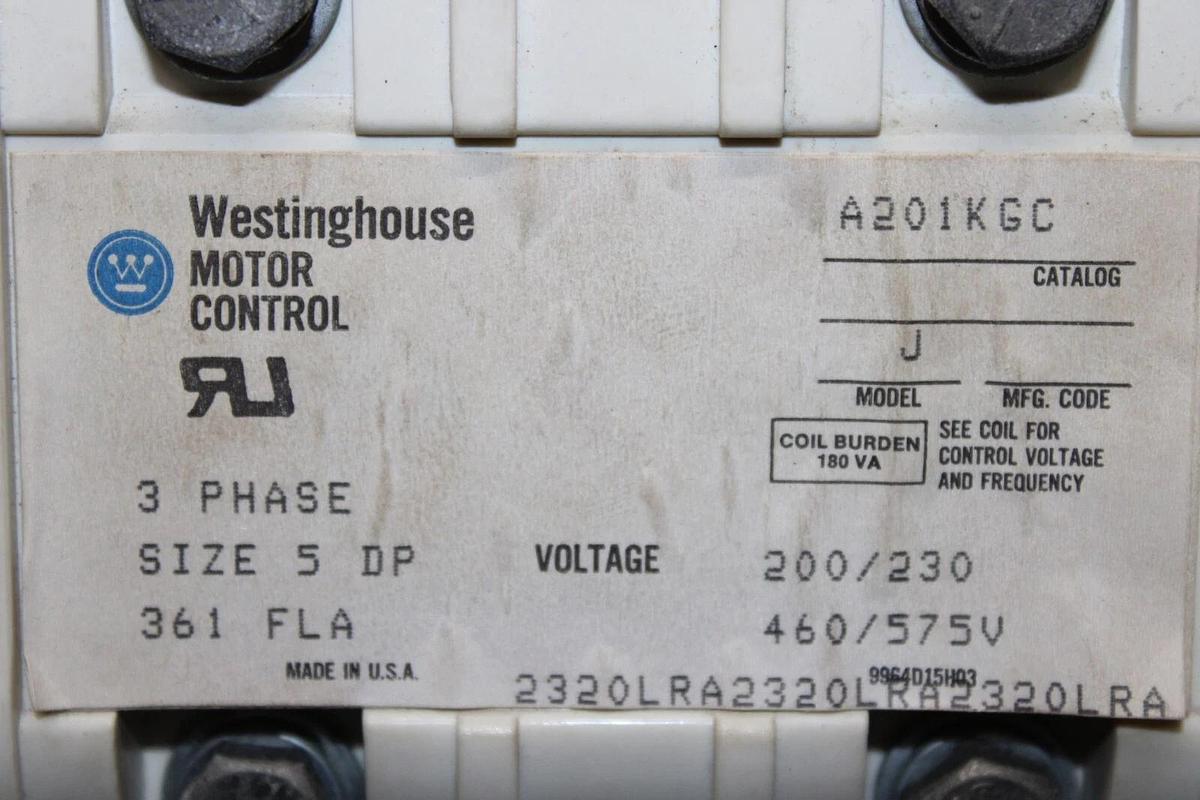 Westinghouse
MOTOR
CONTROL
A201KGC
CATALOG
J
MODEL
MFG. CODE
COIL BURDEN
180 VA
SEE COIL FOR
CONTROL VOLTAGE
AND FREQUENCY
3 PHASE
SIZE 5 DP
361 FLA
VOLTAGE
200/230
460/575V
MADE IN U.S.A.
9964D15H03
2320LRA2320LRA2320LRA